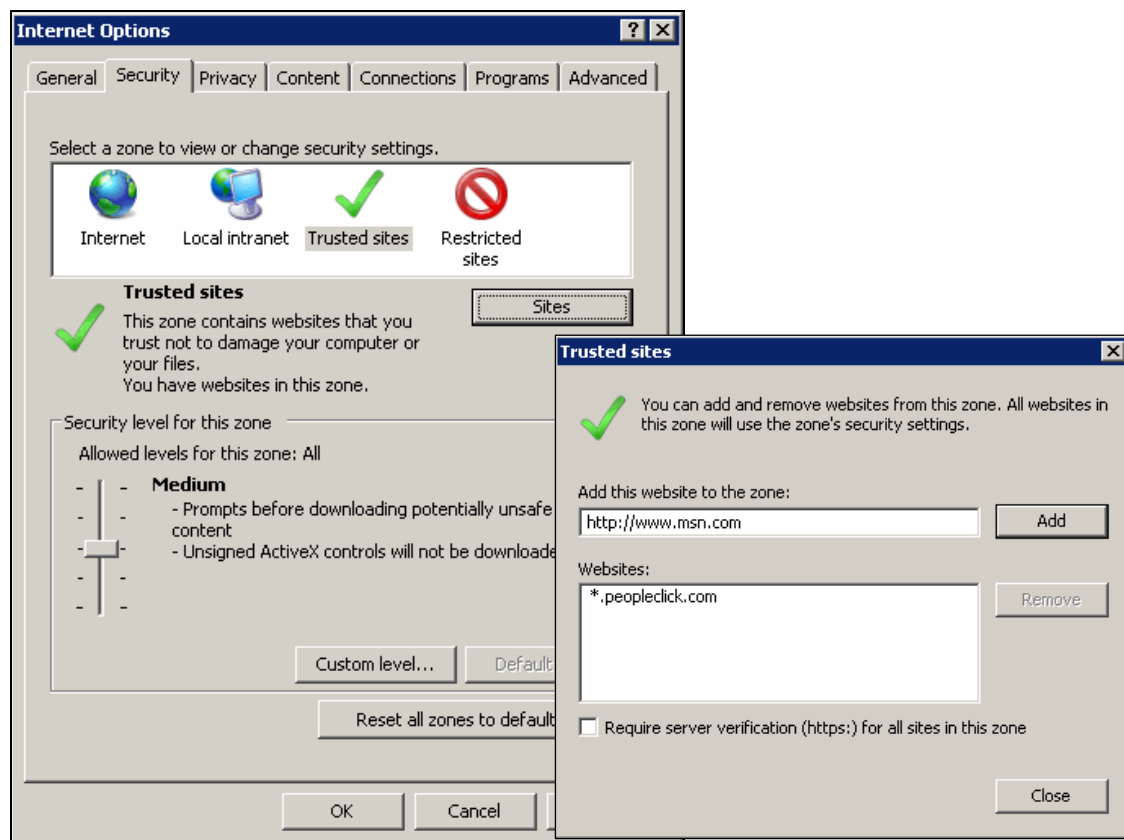 Internet Options
General Security Privacy Content Connections Programs Advanced
Select a zone to view or change security settings.
Internet Local intranet Trusted sites Restricted
sites
Trusted sites
Sites
This zone contains websites that you
trust not to damage your computer or
your files.
You have websites in this zone.
Security level for this zone
Allowed levels for this zone: All
Medium
- Prompts before downloading potentially unsafe
content
- Unsigned ActiveX controls will not be downloade
Custom level... Default
Reset all zones to default
OK Cancel
Trusted sites
You can add and remove websites from this zone. All websites in
this zone will use the zone's security settings.
Add this website to the zone:
http://www.msn.com Add
Websites:
*.peopleclick.com Remove
Require server verification (https:) for all sites in this zone
Close